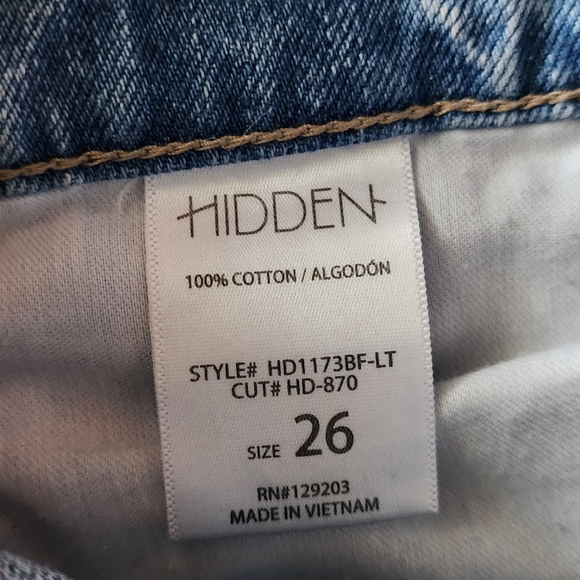 HIDDEN
100% COTTON / ALGODÓN
STYLE# HD1173BF-LT
CUT# HD-870
SIZE 26
RN#129203
MADE IN VIETNAM